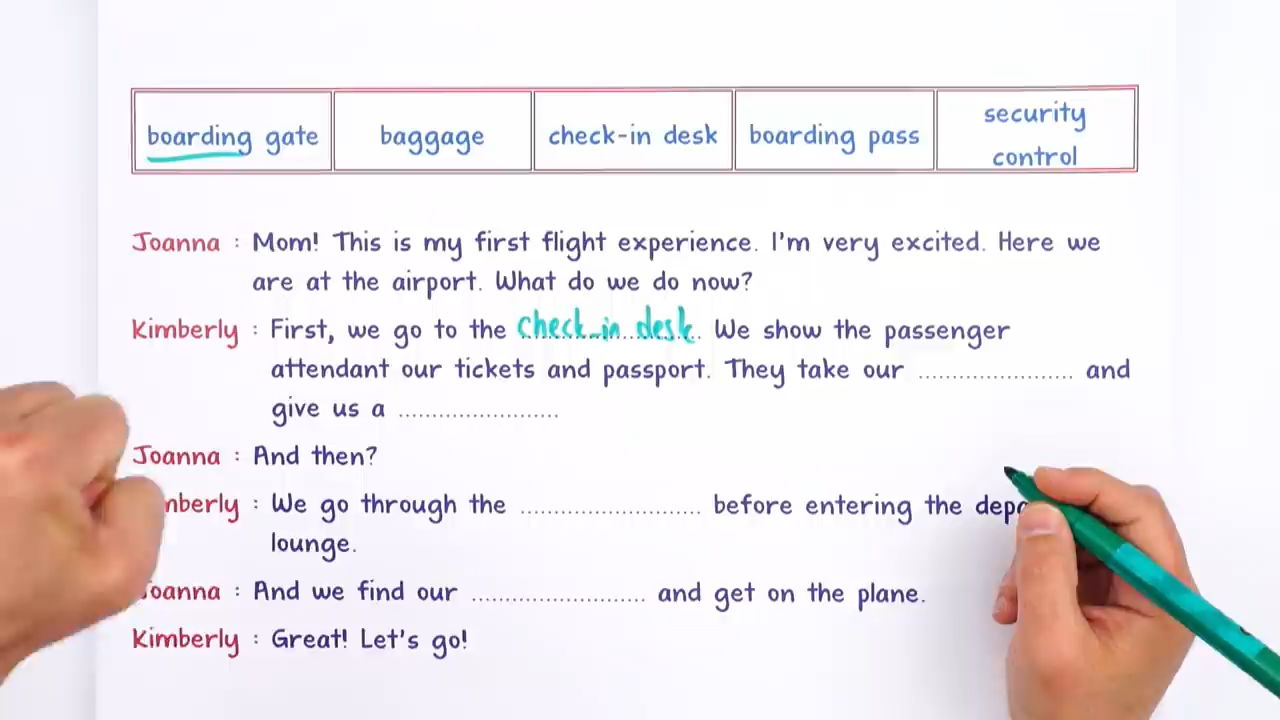 boarding gate
baggage
check-in desk
boarding pass
security
control
Joanna : Mom! This is my first flight experience. I'm very excited. Here we
are at the airport. What do we do now?
Kimberly : First, we go to the check-in desk. We show the passenger
attendant our tickets and passport. They take our ...................... and
give us a .......................
Joanna : And then?
: We go through the .......................... before entering the
lounge.
Joanna : And we find our ......................... and get on the plane.
Kimberly : Great! Let's go!